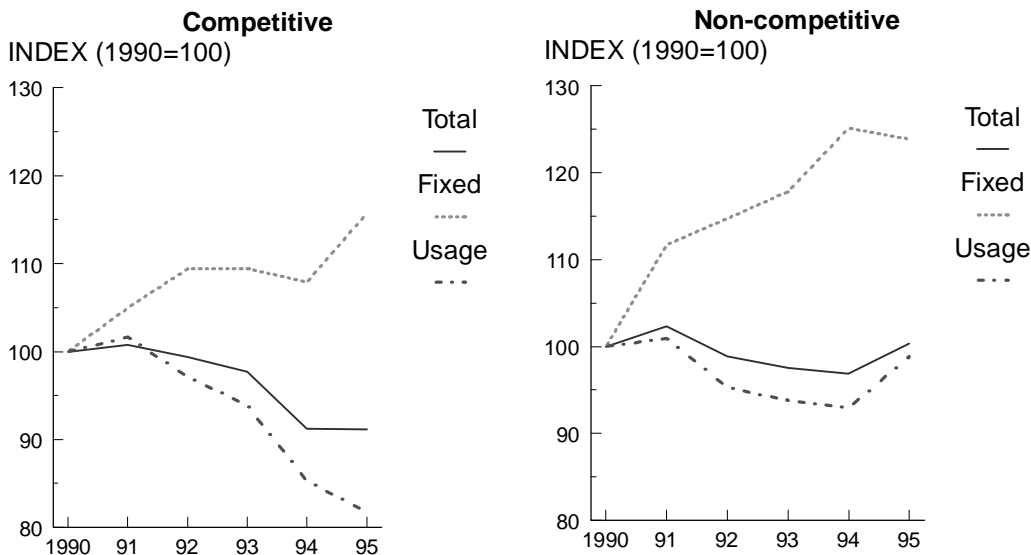 Competitive
INDEX (1990=100)
130
120
110
100
90
80
1990 91 92 93 94 95
Total
Fixed
Usage
Non-competitive
INDEX (1990=100)
130
120
110
100
90
80
1990 91 92 93 94 95
Total
Fixed
Usage